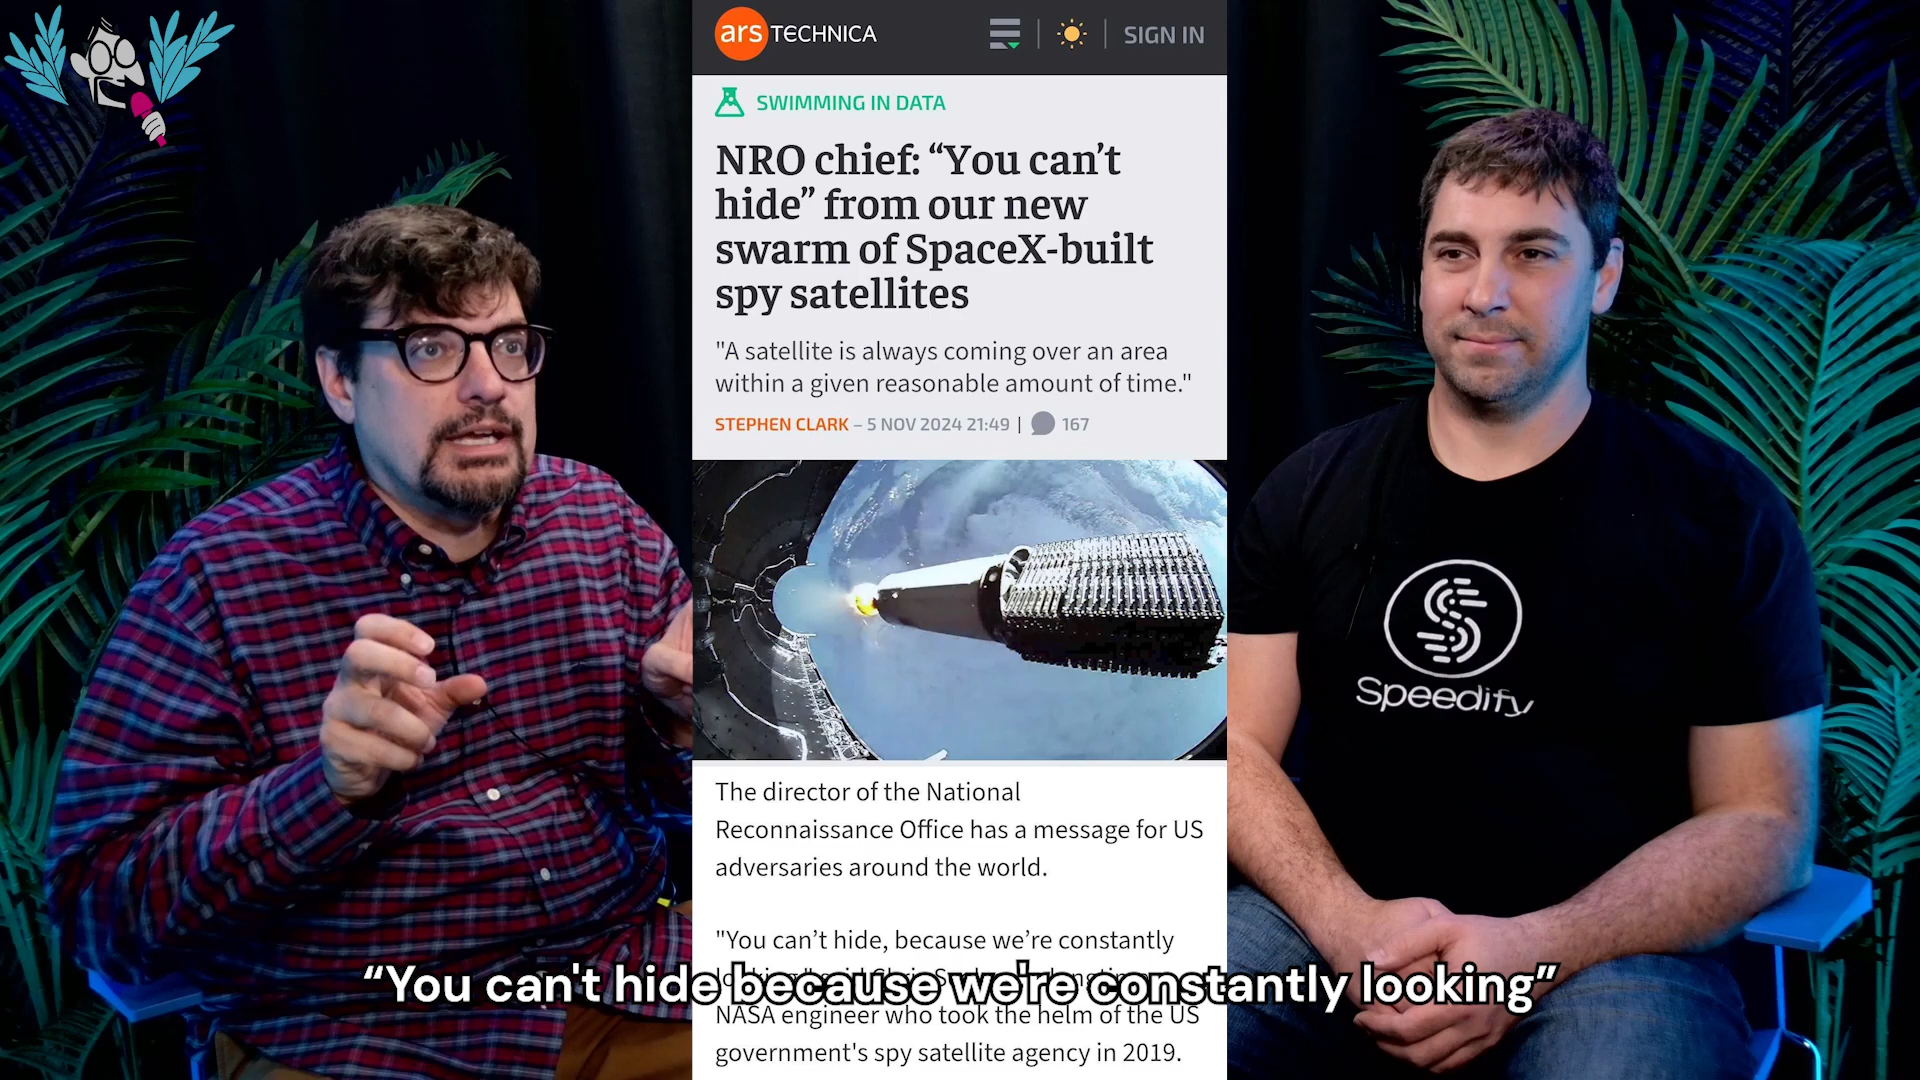 ars TECHNICA
SIGN IN
SWIMMING IN DATA
NRO chief: “You can’t
hide” from our new
swarm of SpaceX-built
spy satellites
"A satellite is always coming over an area
within a given reasonable amount of time."
STEPHEN CLARK – 5 NOV 2024 21:49 | 167
The director of the National
Reconnaissance Office has a message for US
adversaries around the world.
"You can’t hide, because we’re constantly
“You can't hide because we're constantly looking”
NASA engineer who took the helm of the US
government's spy satellite agency in 2019.
Speedify